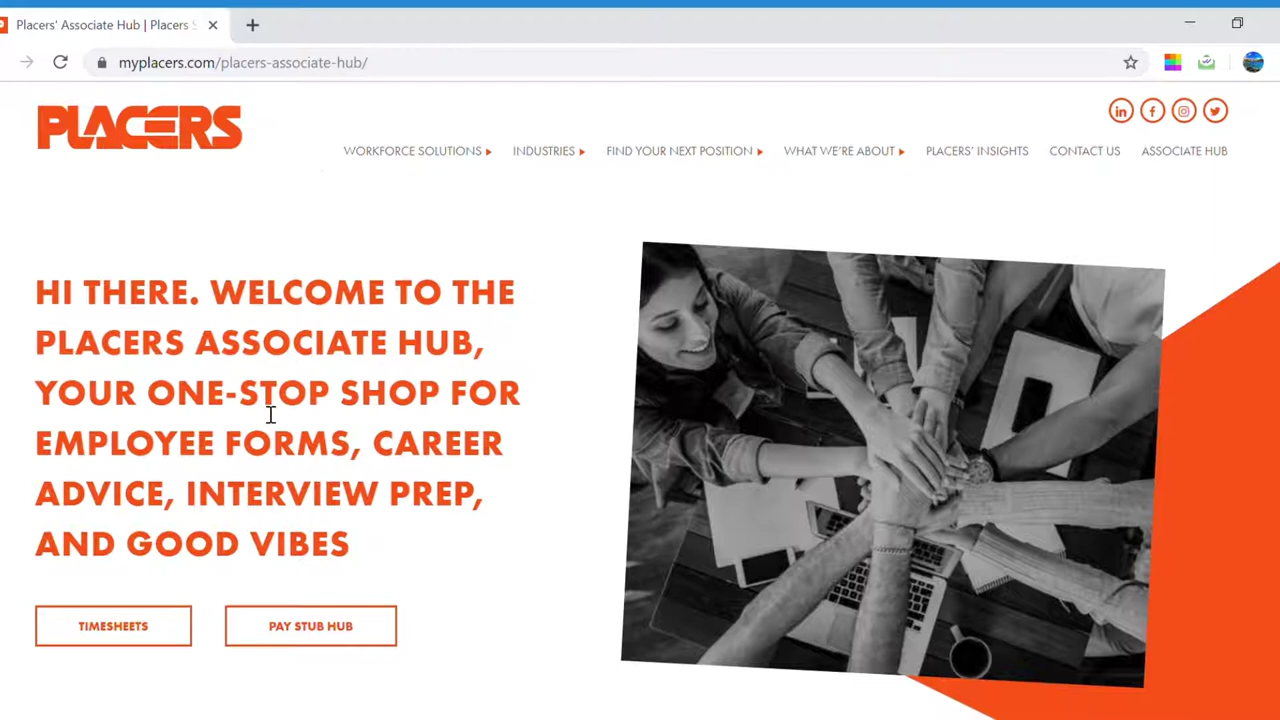 Placers' Associate Hub | Placers
myplacers.com/placers-associate-hub/
PLACERS
WORKFORCE SOLUTIONS
INDUSTRIES
FIND YOUR NEXT POSITION
WHAT WE'RE ABOUT
PLACERS' INSIGHTS
CONTACT US
ASSOCIATE HUB
HI THERE. WELCOME TO THE
PLACERS ASSOCIATE HUB,
YOUR ONE-STOP SHOP FOR
EMPLOYEE FORMS, CAREER
ADVICE, INTERVIEW PREP,
AND GOOD VIBES
TIMESHEETS
PAY STUB HUB